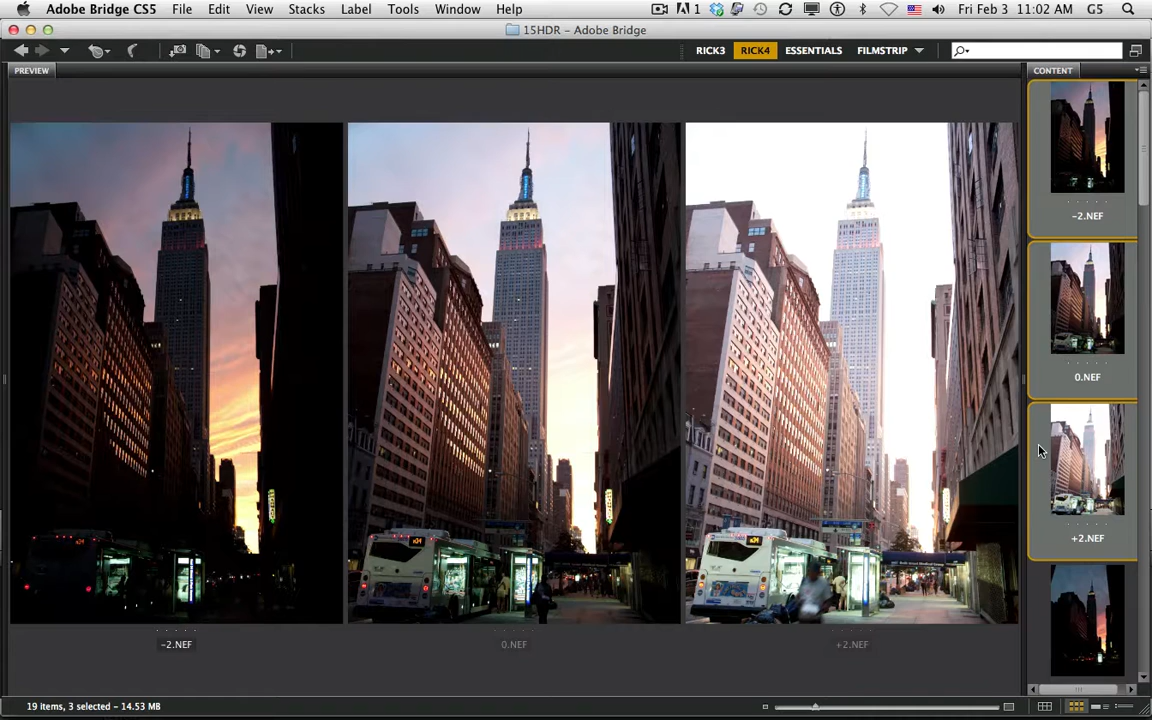 Adobe Bridge CS5 File Edit View Stacks Label Tools Window Help 1 Fri Feb 3 11:02 AM G5
15HDR – Adobe Bridge
RICK3 RICK4 ESSENTIALS FILMSTRIP
PREVIEW
CONTENT
-2.NEF
0.NEF
+2.NEF
-2.NEF
0.NEF
+2.NEF
19 items, 3 selected – 14.53 MB